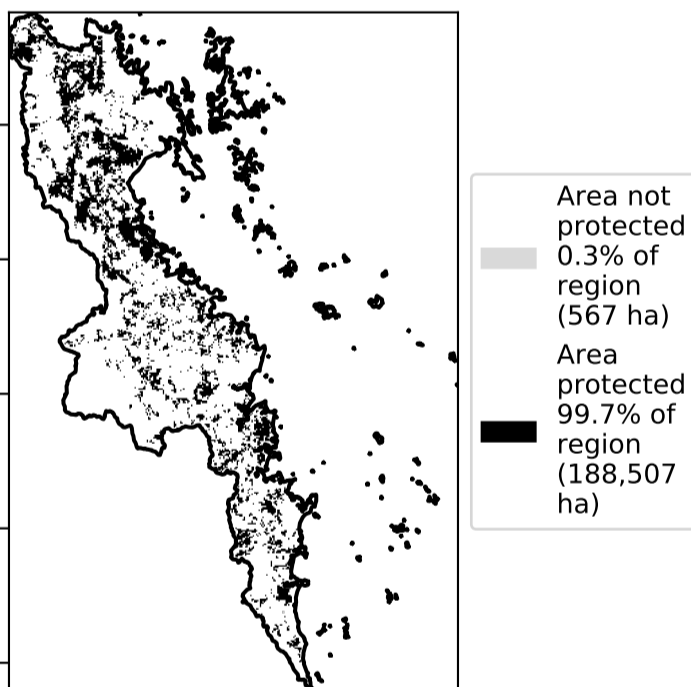 Area not
protected
0.3% of
region
(567 ha)
Area
protected
99.7% of
region
(188,507
ha)